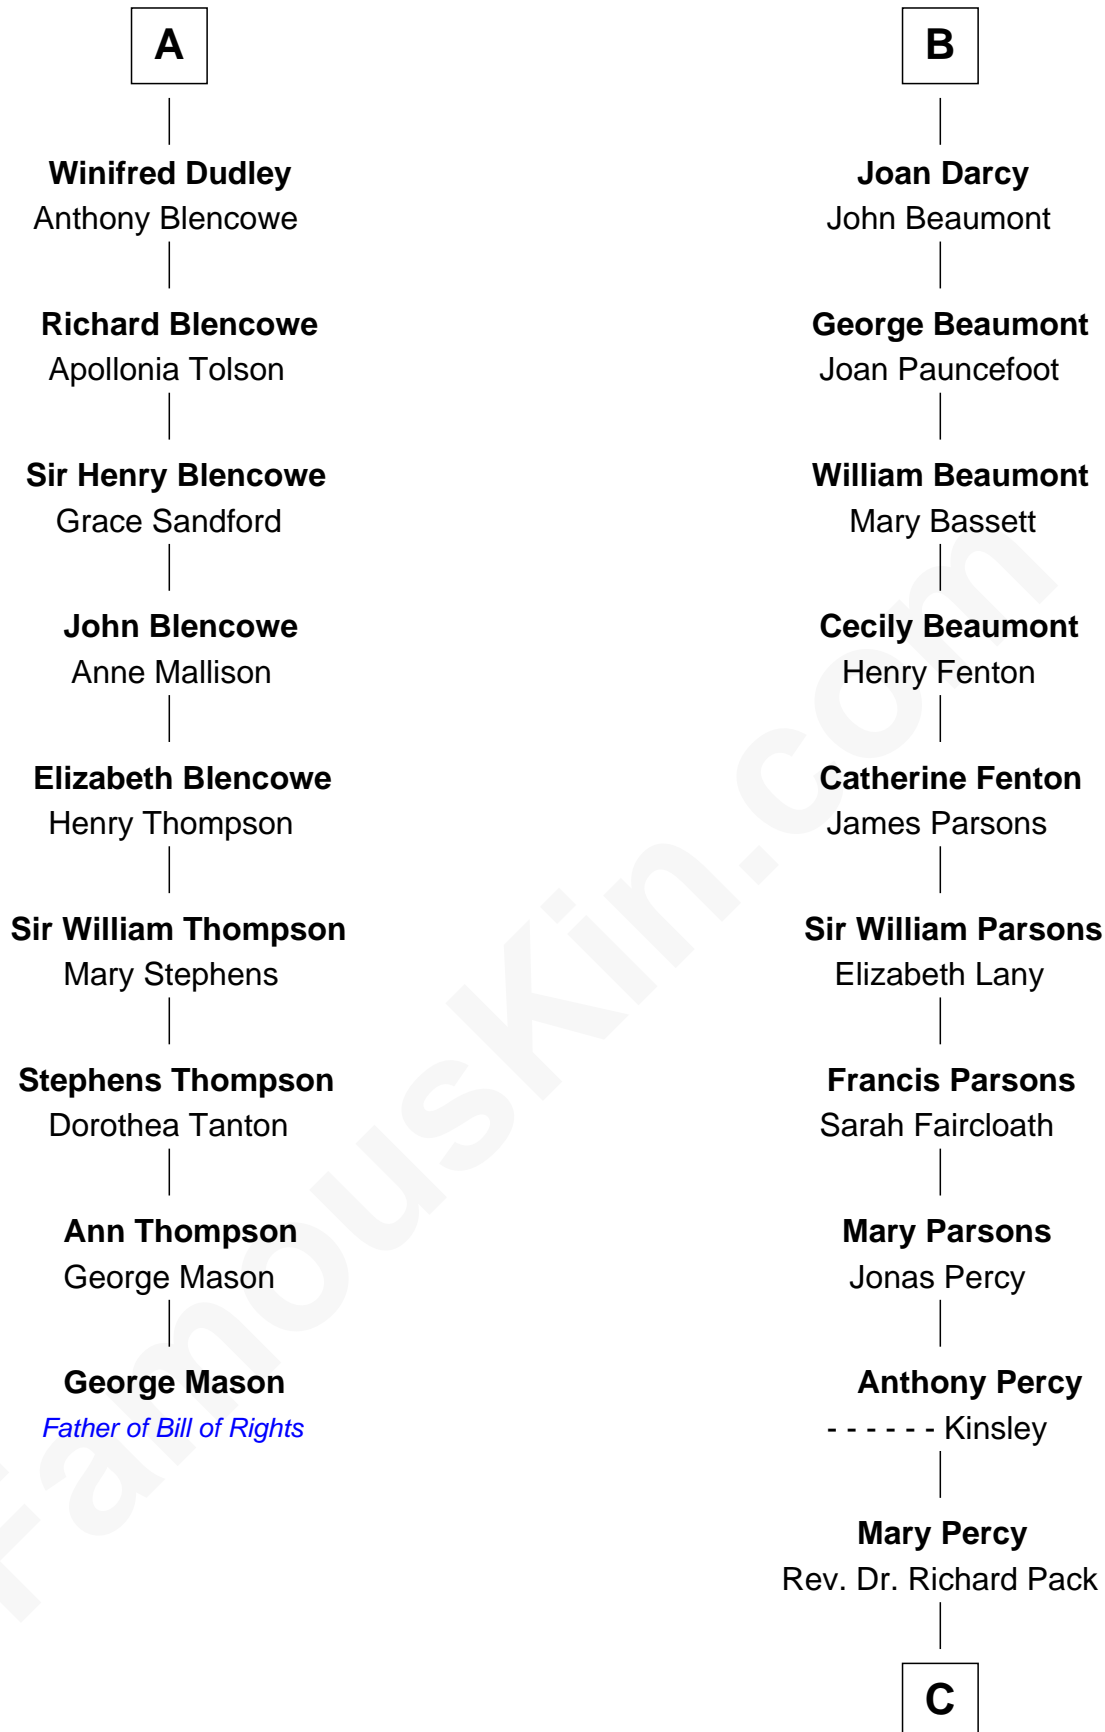 A
Winifred Dudley
Anthony Blencowe
Richard Blencowe
Apollonia Tolson
Sir Henry Blencowe
Grace Sandford
John Blencowe
Anne Mallison
Elizabeth Blencowe
Henry Thompson
Sir William Thompson
Mary Stephens
Stephens Thompson
Dorothea Tanton
Ann Thompson
George Mason
George Mason
Father of Bill of Rights
B
Joan Darcy
John Beaumont
George Beaumont
Joan Pauncefoot
William Beaumont
Mary Bassett
Cecily Beaumont
Henry Fenton
Catherine Fenton
James Parsons
Sir William Parsons
Elizabeth Lany
Francis Parsons
Sarah Faircloath
Mary Parsons
Jonas Percy
Anthony Percy
- - - - - - Kinsley
Mary Percy
Rev. Dr. Richard Pack
C
FamousKin.com